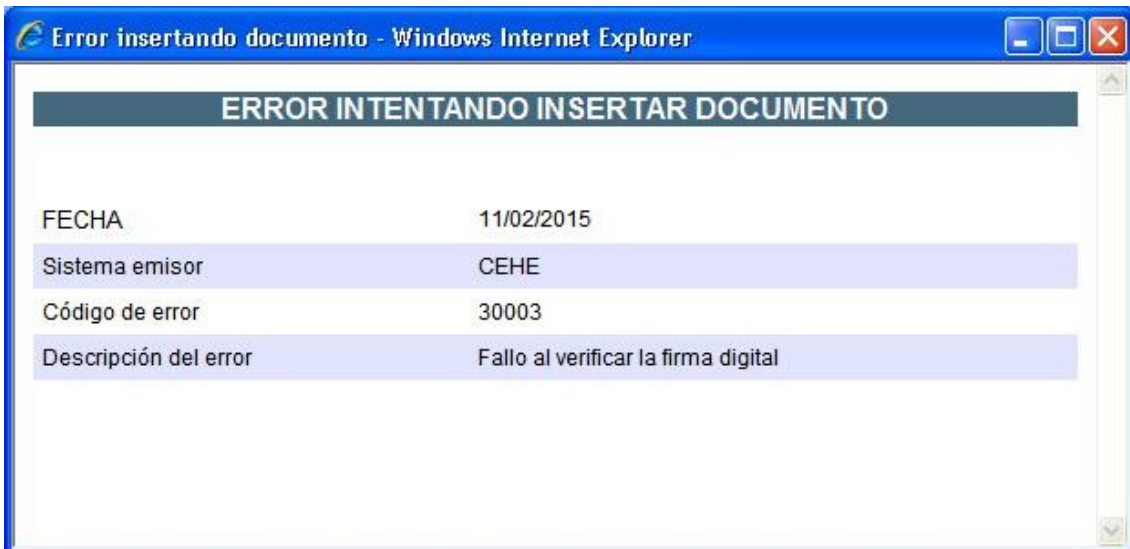 Error insertando documento - Windows Internet Explorer
ERROR INTENTANDO INSERTAR DOCUMENTO
FECHA 11/02/2015
Sistema emisor CEHE
Código de error 30003
Descripción del error Fallo al verificar la firma digital